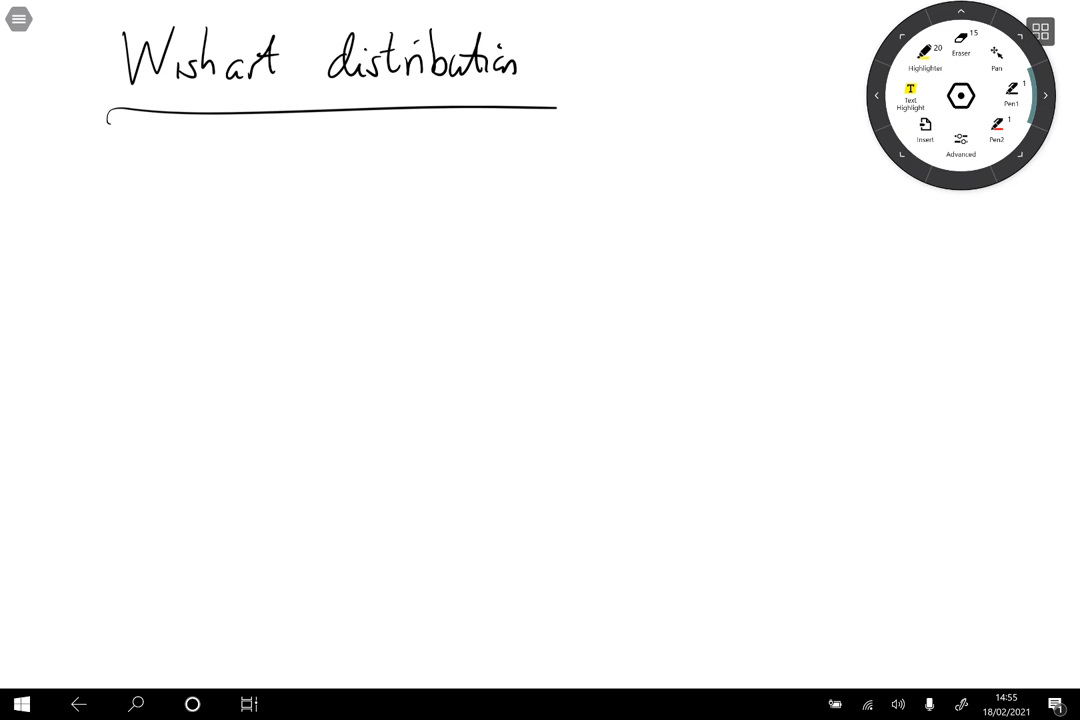 Wishart distribution
15
Eraser
20
Highlighter
Pan
T
Text Highlight
1
Pen1
Insert
1
Pen2
Advanced
14:55
18/02/2021
1